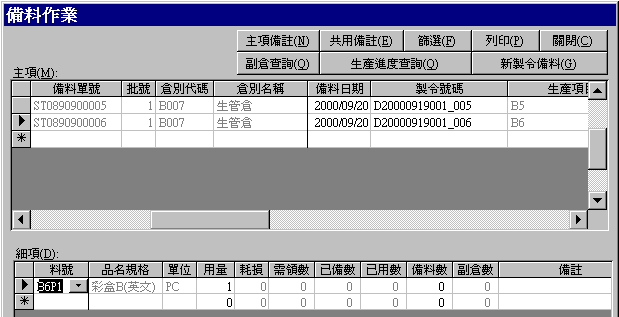 備料作業
主項備註(N) 共用備註(E) 篩選(F) 列印(P) 關閉(C)
副倉查詢(Q) 生產進度查詢(Q) 新製令備料(G)
主項(M):
備料單號 批號 倉別代碼 倉別名稱 備料日期 製令號碼 生產項目
ST0890900005 1 B007 生管倉 2000/09/20 D20000919001_005 B5
ST0890900006 1 B007 生管倉 2000/09/20 D20000919001_006 B6
細項(D):
料號 品名規格 單位 用量 耗損 需領數 已備數 已用數 備料數 副倉數 備註
B6P1 彩盒B(英文) PC 1 0 0 0 0 0 0
0 0 0 0 0 0 0